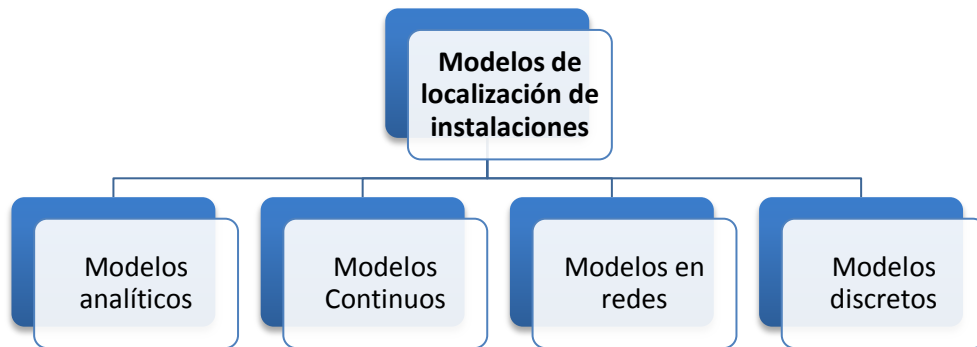 Modelos de
localización de
instalaciones
Modelos
analíticos
Modelos
Continuos
Modelos en
redes
Modelos
discretos